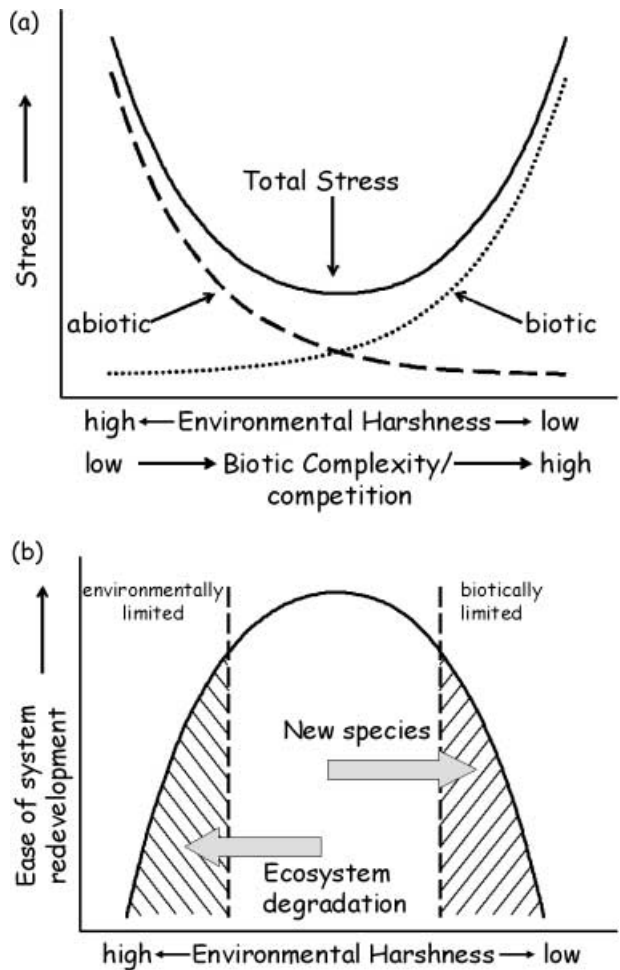 (a)
Total Stress
Stress
abiotic
biotic
high Environmental Harshness low
low Biotic Complexity/ high
competition
(b)
environmentally
limited
biotically
limited
Ease of system
redevelopment
New species
Ecosystem
degradation
high Environmental Harshness low